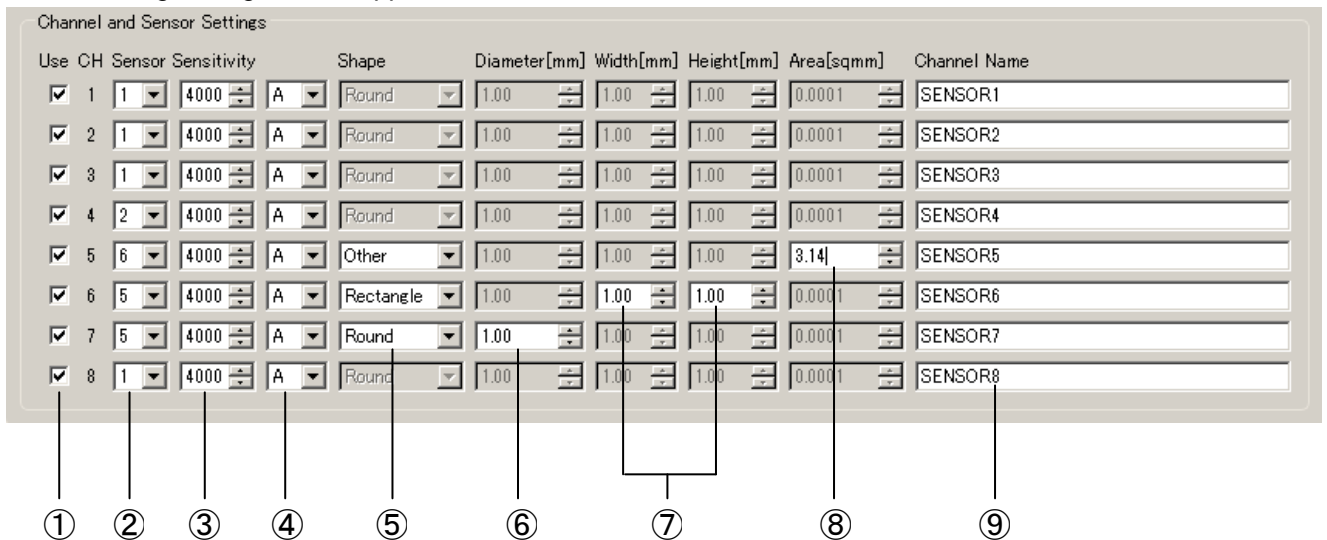 Channel and Sensor Settings
Use CH Sensor Sensitivity Shape Diameter[mm] Width[mm] Height[mm] Area[sqmm] Channel Name
1 1 4000 A Round 1.00 1.00 1.00 0.0001 SENSOR1
2 1 4000 A Round 1.00 1.00 1.00 0.0001 SENSOR2
3 1 4000 A Round 1.00 1.00 1.00 0.0001 SENSOR3
4 2 4000 A Round 1.00 1.00 1.00 0.0001 SENSOR4
5 6 4000 A Other 1.00 1.00 1.00 3.14 SENSOR5
6 5 4000 A Rectangle 1.00 1.00 1.00 0.0001 SENSOR6
7 5 4000 A Round 1.00 1.00 1.00 0.0001 SENSOR7
8 1 4000 A Round 1.00 1.00 1.00 0.0001 SENSOR8
① ② ③ ④ ⑤ ⑥ ⑦ ⑧ ⑨